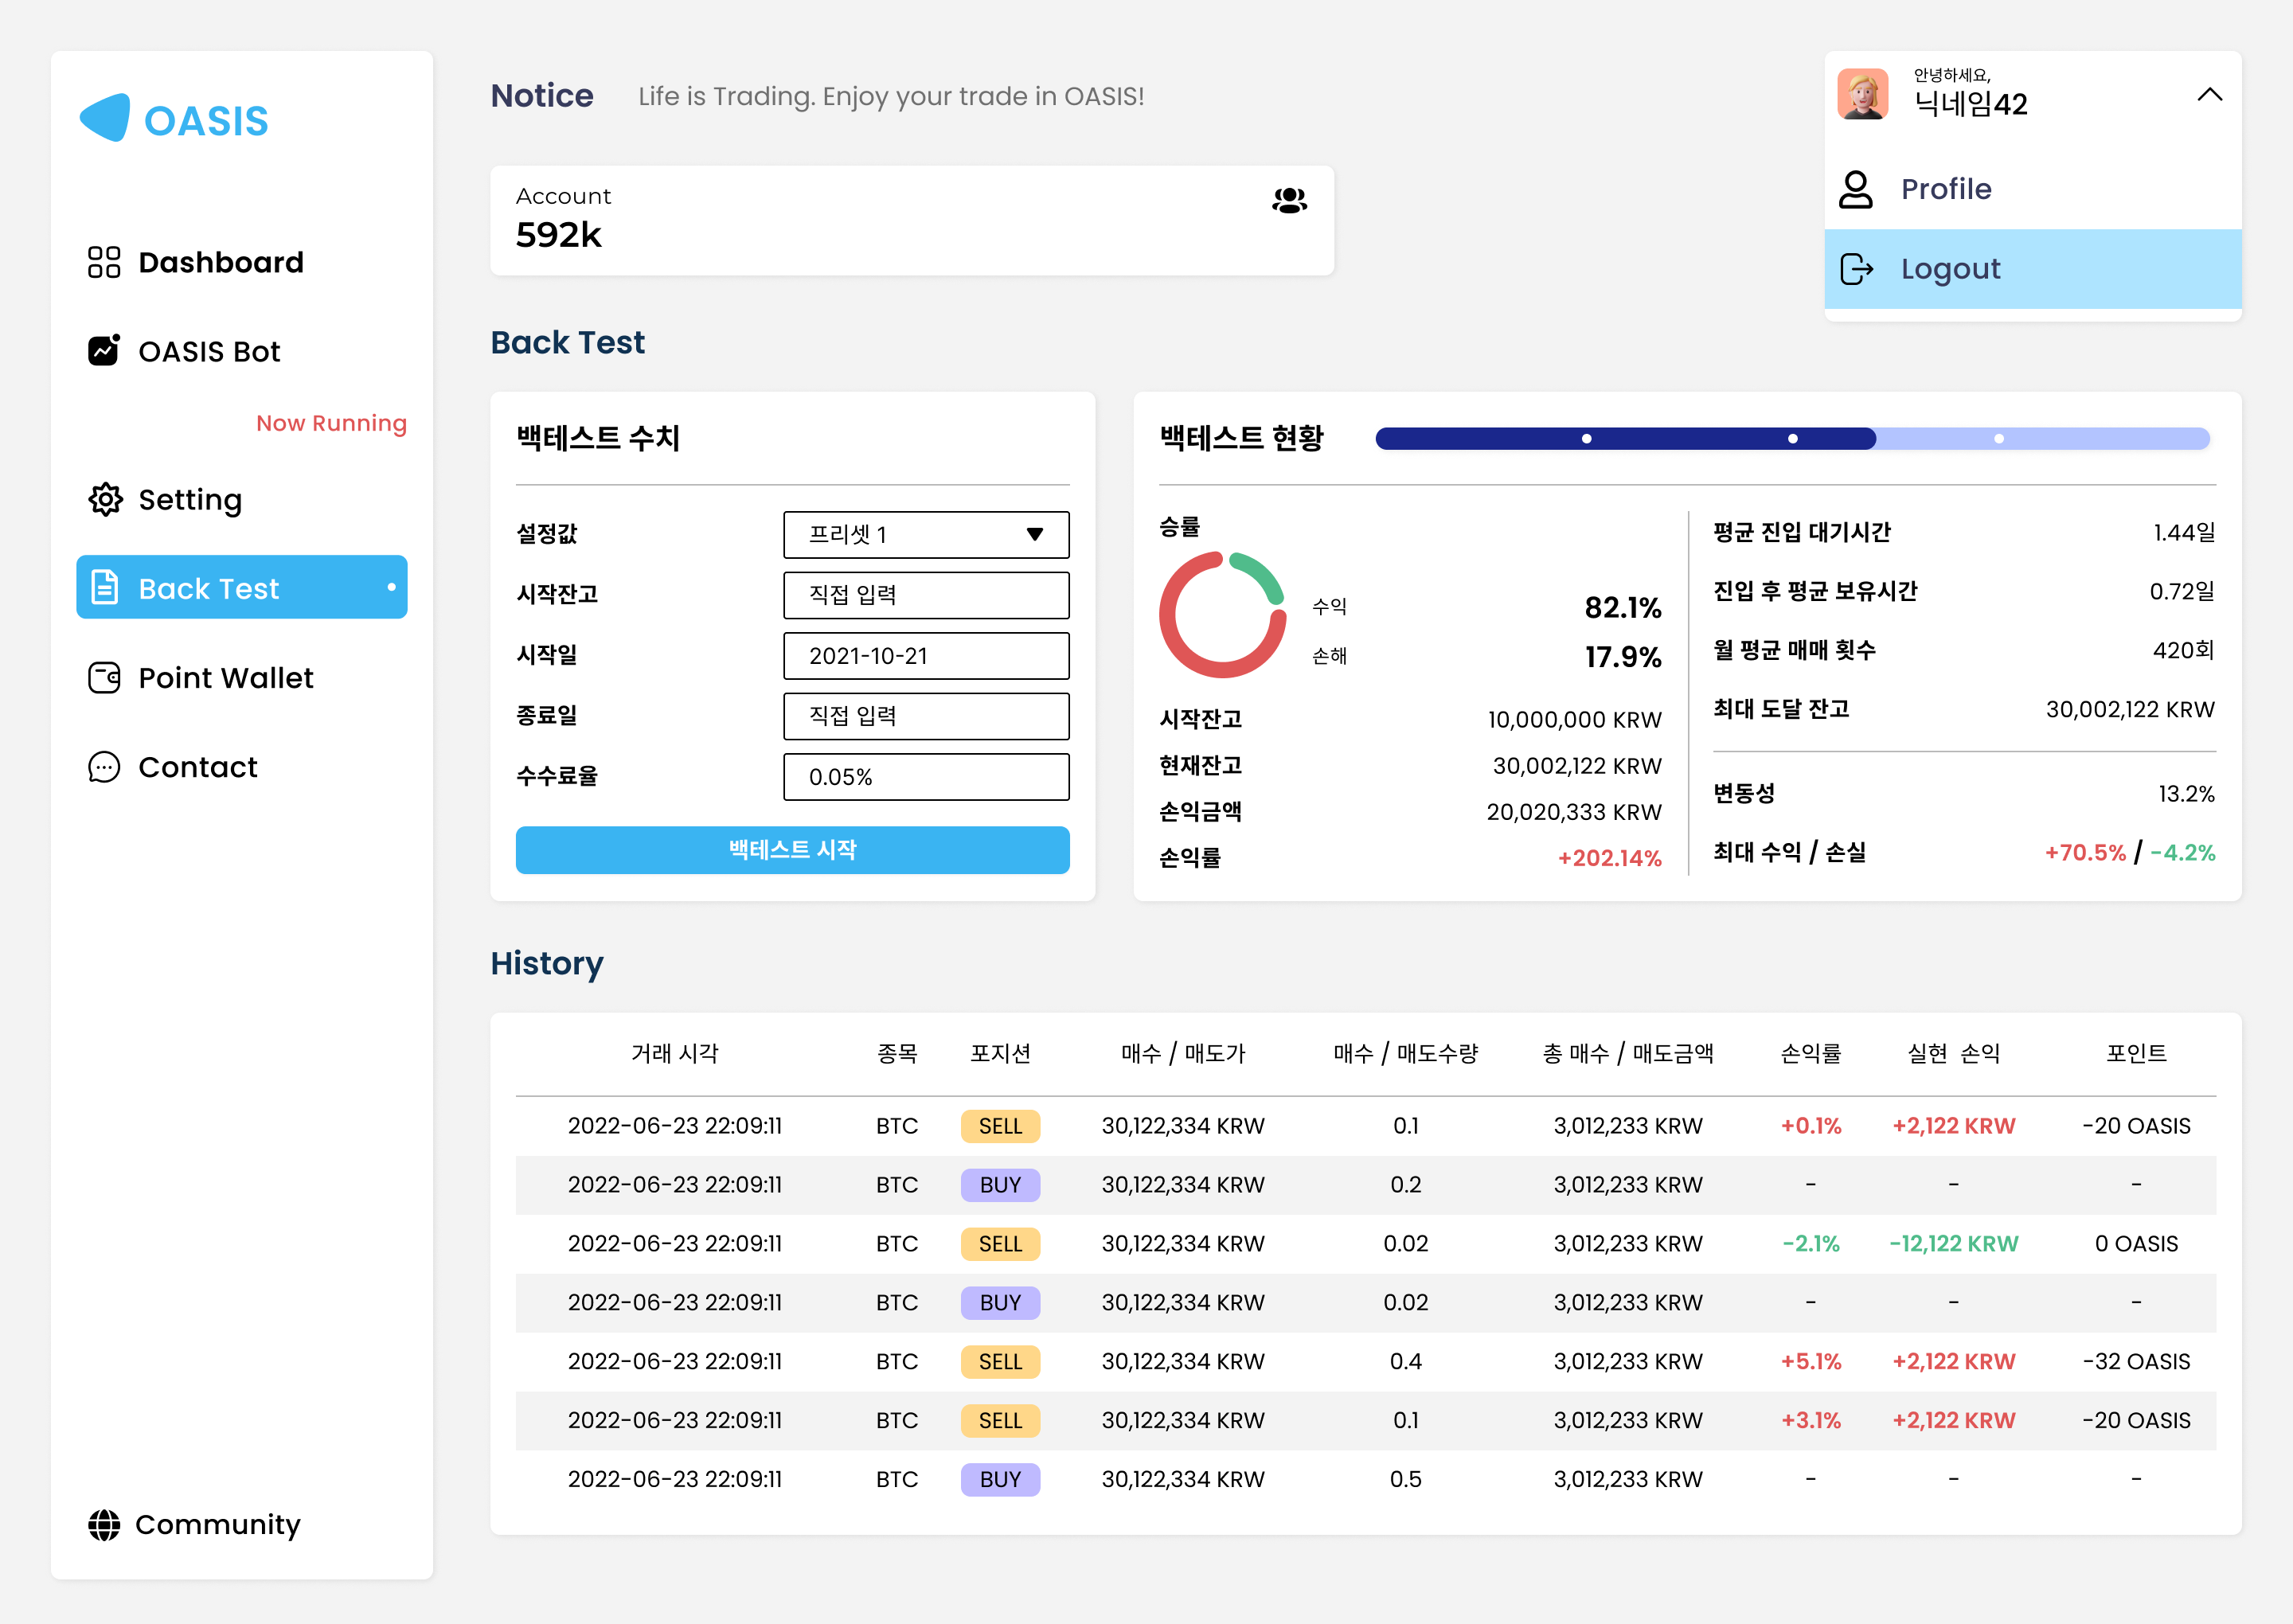 OASIS
Dashboard
OASIS Bot
Now Running
Setting
Back Test
Point Wallet
Contact
Community
Notice Life is Trading. Enjoy your trade in OASIS!
안녕하세요,
닉네임42
Profile
Logout
Account
592k
Back Test
백테스트 수치
설정값 프리셋 1
시작잔고 직접 입력
시작일 2021-10-21
종료일 직접 입력
수수료율 0.05%
백테스트 시작
백테스트 현황
승률
수익 82.1%
손해 17.9%
시작잔고 10,000,000 KRW
현재잔고 30,002,122 KRW
손익금액 20,020,333 KRW
손익률 +202.14%
평균 진입 대기시간 1.44일
진입 후 평균 보유시간 0.72일
월 평균 매매 횟수 420회
최대 도달 잔고 30,002,122 KRW
변동성 13.2%
최대 수익 / 손실 +70.5% / -4.2%
History
거래 시각 종목 포지션 매수 / 매도가 매수 / 매도수량 총 매수 / 매도금액 손익률 실현 손익 포인트
2022-06-23 22:09:11 BTC SELL 30,122,334 KRW 0.1 3,012,233 KRW +0.1% +2,122 KRW -20 OASIS
2022-06-23 22:09:11 BTC BUY 30,122,334 KRW 0.2 3,012,233 KRW - - -
2022-06-23 22:09:11 BTC SELL 30,122,334 KRW 0.02 3,012,233 KRW -2.1% -12,122 KRW 0 OASIS
2022-06-23 22:09:11 BTC BUY 30,122,334 KRW 0.02 3,012,233 KRW - - -
2022-06-23 22:09:11 BTC SELL 30,122,334 KRW 0.4 3,012,233 KRW +5.1% +2,122 KRW -32 OASIS
2022-06-23 22:09:11 BTC SELL 30,122,334 KRW 0.1 3,012,233 KRW +3.1% +2,122 KRW -20 OASIS
2022-06-23 22:09:11 BTC BUY 30,122,334 KRW 0.5 3,012,233 KRW - - -